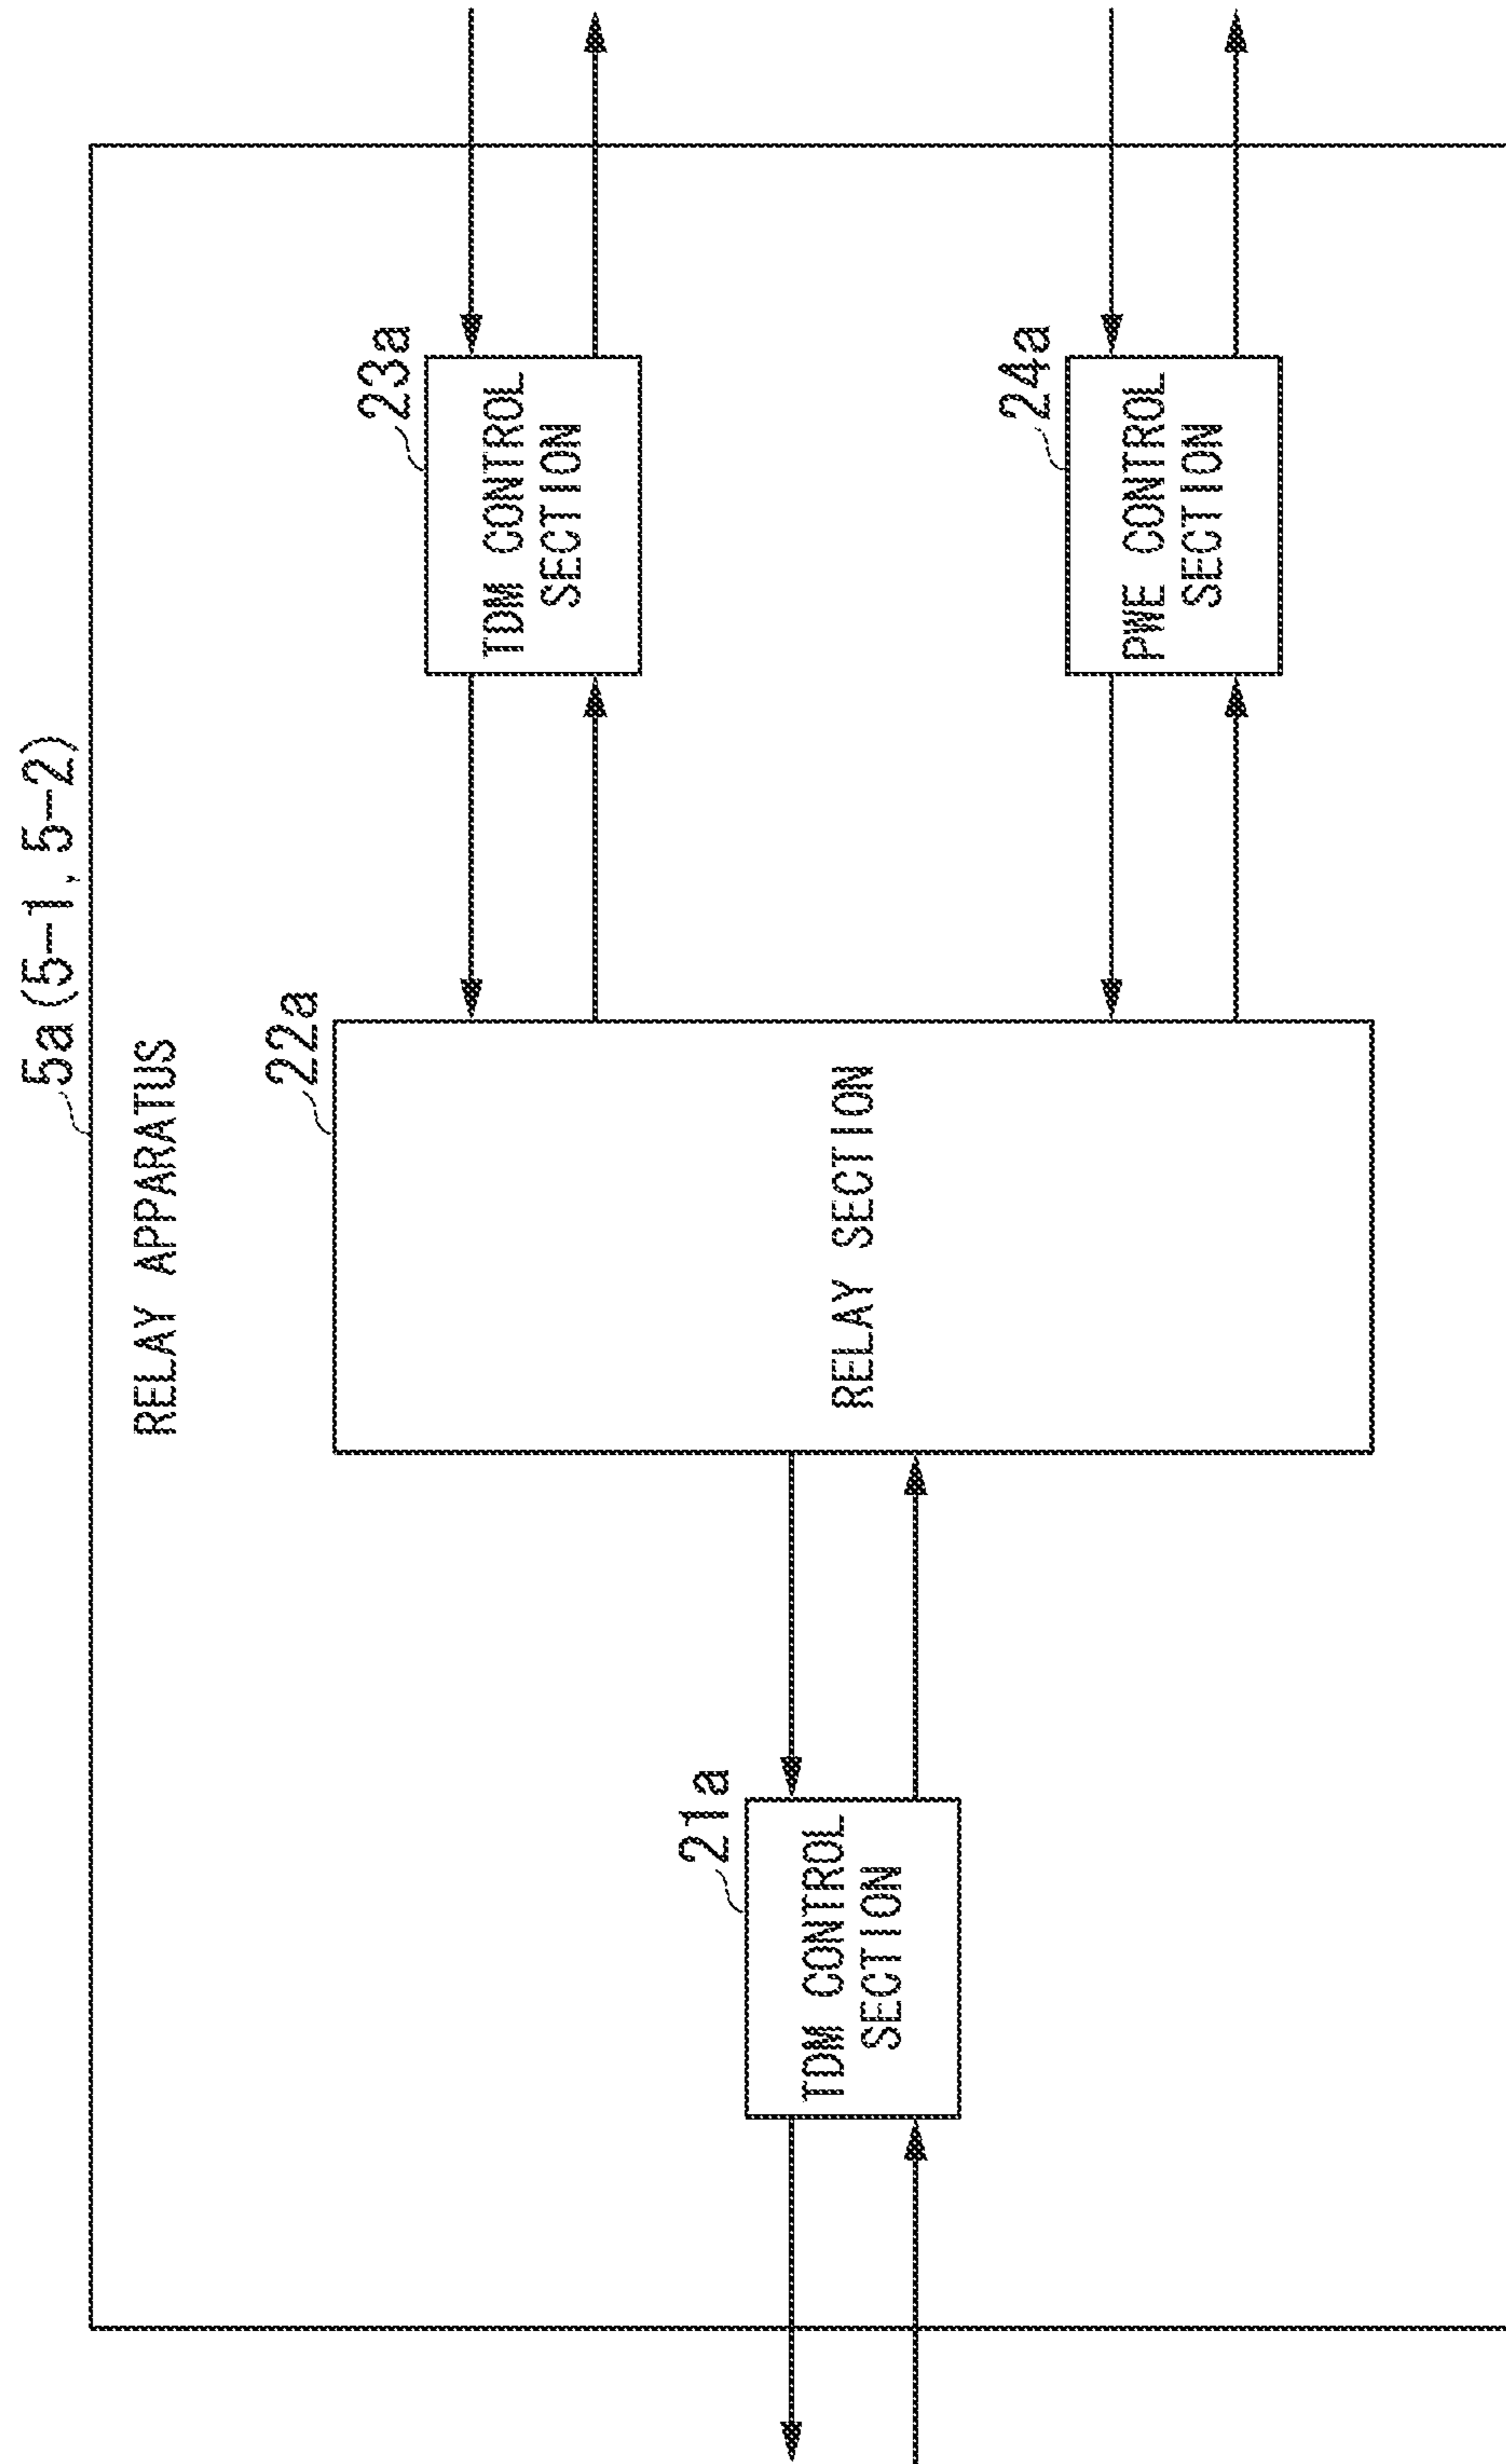 5a(5-1, 5-2)
RELAY APPARATUS
22a
23a
TDM CONTROL
SECTION
21a
TDM CONTROL
SECTION
RELAY SECTION
24a
PWE CONTROL
SECTION